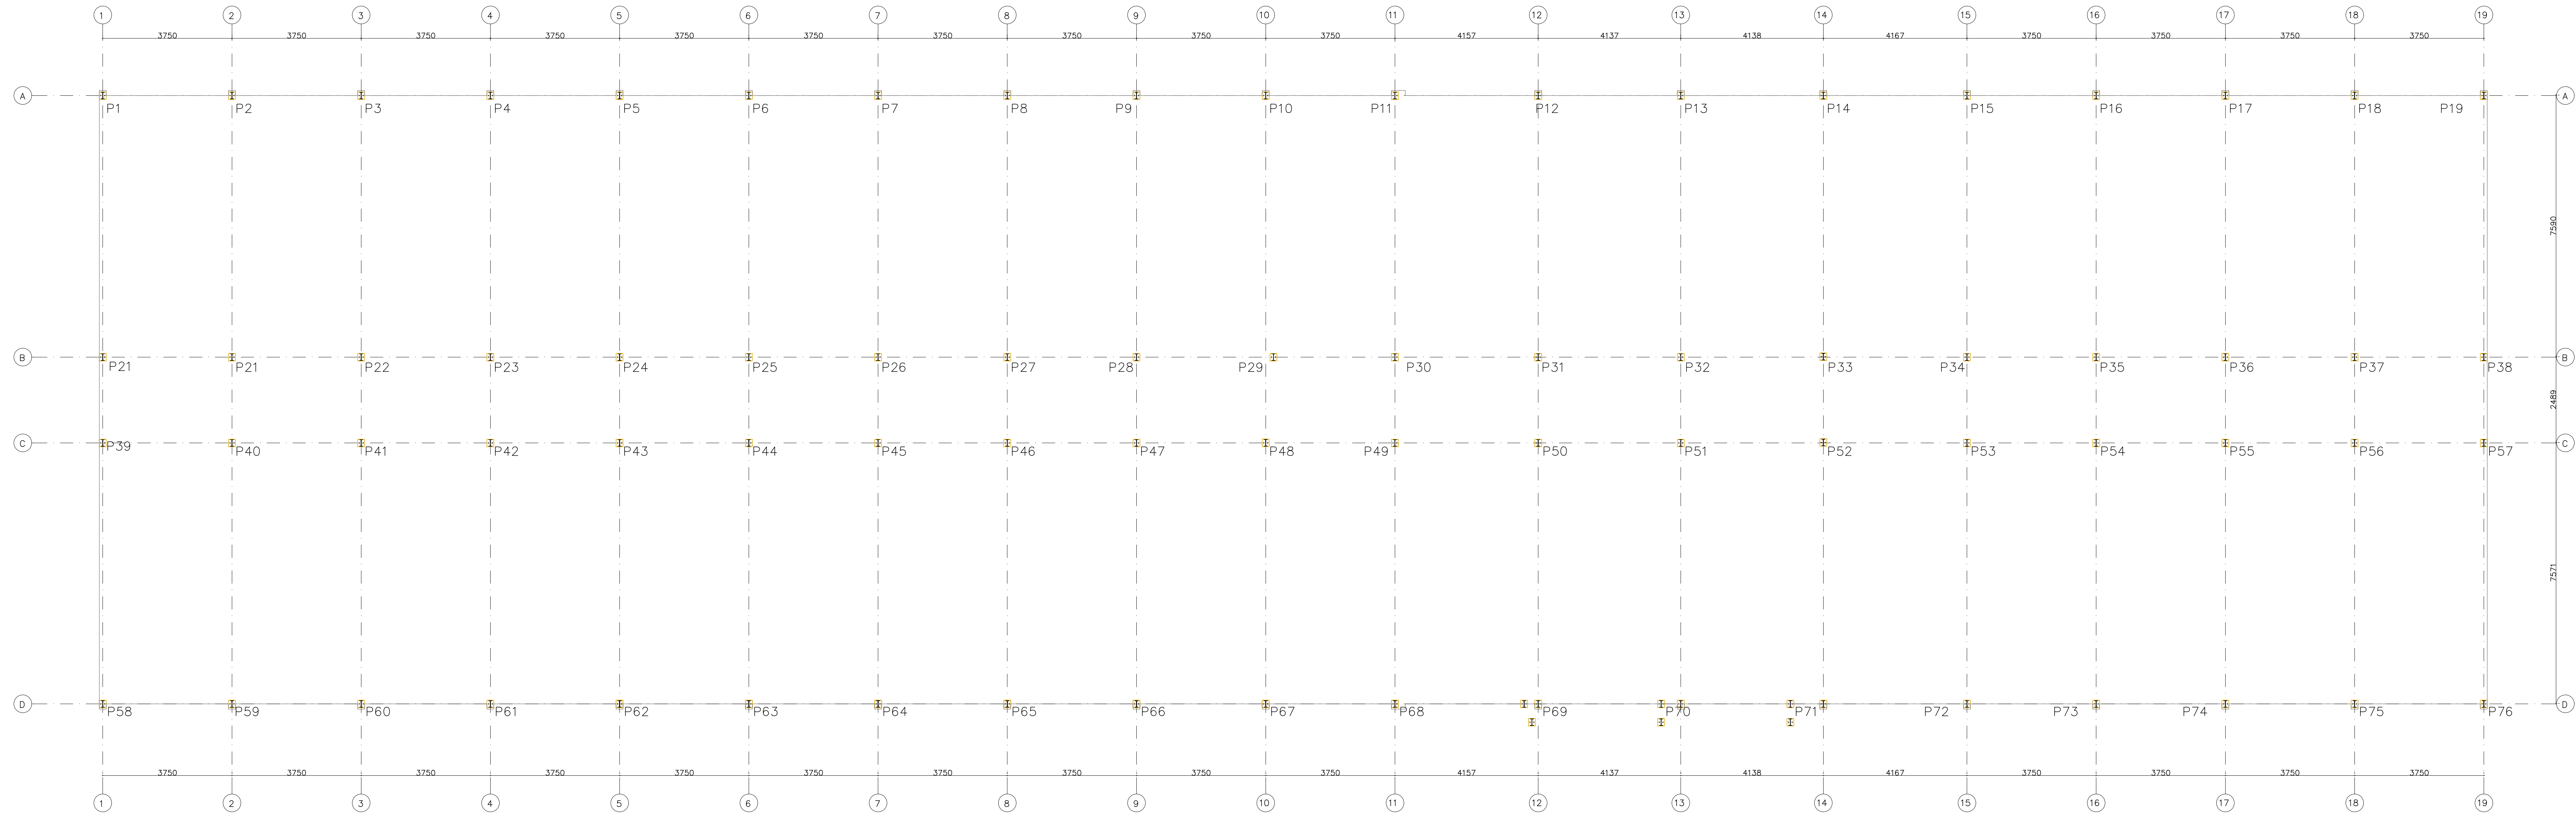 1 2 3 4 5 6 7 8 9 10 11 12 13 14 15 16 17 18 19
3750 3750 3750 3750 3750 3750 3750 3750 3750 3750 4157 4137 4138 4167 3750 3750 3750 3750
A A
P1 P2 P3 P4 P5 P6 P7 P8 P9 P10 P11 P12 P13 P14 P15 P16 P17 P18 P19
7590
B B
P21 P21 P22 P23 P24 P25 P26 P27 P28 P29 P30 P31 P32 P33 P34 P35 P36 P37 P38
2489
C C
P39 P40 P41 P42 P43 P44 P45 P46 P47 P48 P49 P50 P51 P52 P53 P54 P55 P56 P57
7571
D D
P58 P59 P60 P61 P62 P63 P64 P65 P66 P67 P68 P69 P70 P71 P72 P73 P74 P75 P76
3750 3750 3750 3750 3750 3750 3750 3750 3750 3750 4157 4137 4138 4167 3750 3750 3750 3750
1 2 3 4 5 6 7 8 9 10 11 12 13 14 15 16 17 18 19